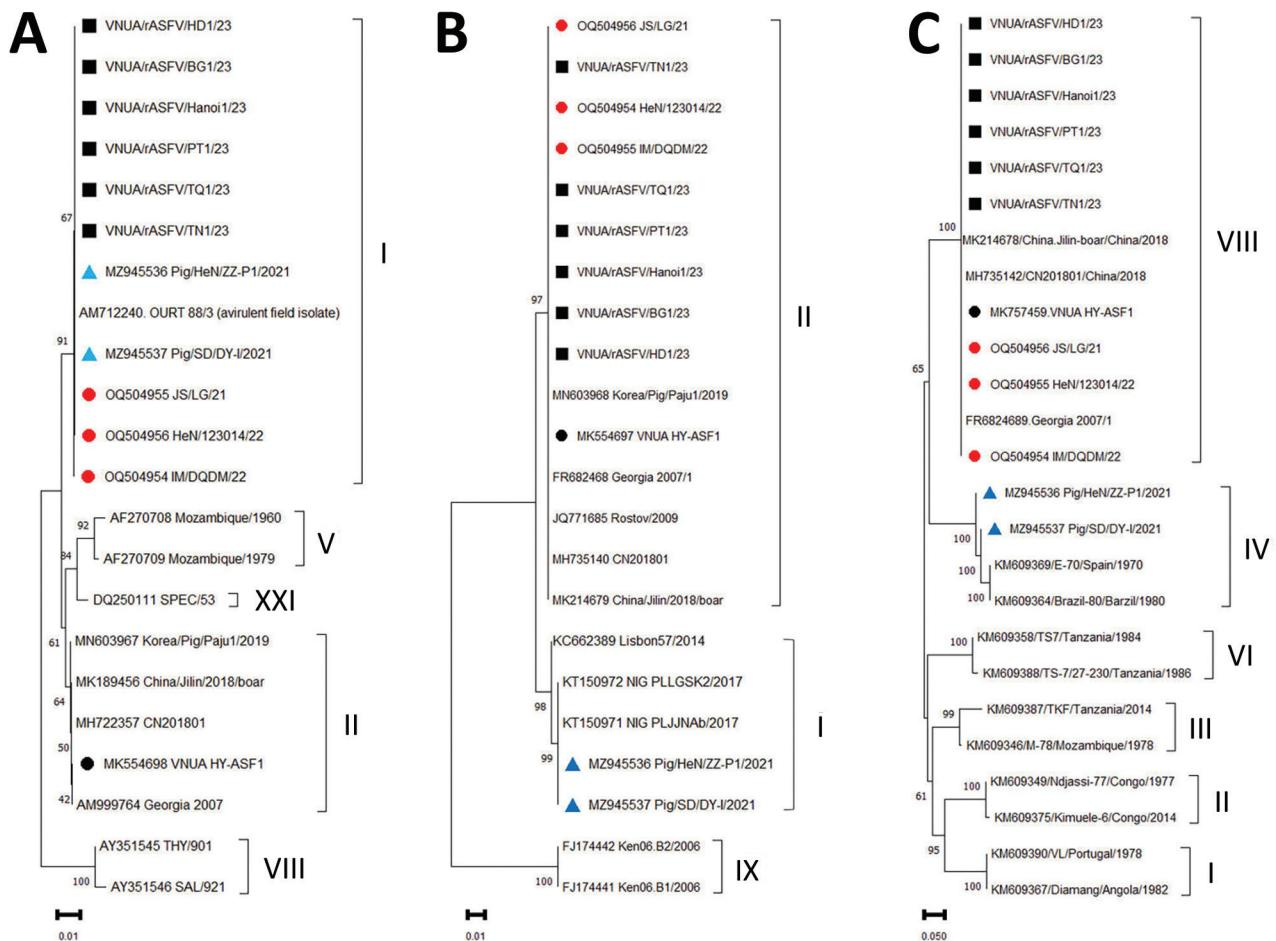 A
VNUA/rASFV/HD1/23
VNUA/rASFV/BG1/23
VNUA/rASFV/Hanoi1/23
VNUA/rASFV/PT1/23
VNUA/rASFV/TQ1/23
VNUA/rASFV/TN1/23
MZ945536 Pig/HeN/ZZ-P1/2021
AM712240. OURT 88/3 (avirulent field isolate)
MZ945537 Pig/SD/DY-I/2021
OQ504955 JS/LG/21
OQ504956 HeN/123014/22
OQ504954 IM/DQDM/22
I
AF270708 Mozambique/1960
AF270709 Mozambique/1979
V
DQ250111 SPEC/53
XXI
MN603967 Korea/Pig/Paju1/2019
MK189456 China/Jilin/2018/boar
MH722357 CN201801
MK554698 VNUA HY-ASF1
AM999764 Georgia 2007
II
AY351545 THY/901
AY351546 SAL/921
VIII
67
91
92
84
61
64
50
42
100
0.01
B
OQ504956 JS/LG/21
VNUA/rASFV/TN1/23
OQ504954 HeN/123014/22
OQ504955 IM/DQDM/22
VNUA/rASFV/TQ1/23
VNUA/rASFV/PT1/23
VNUA/rASFV/Hanoi1/23
VNUA/rASFV/BG1/23
VNUA/rASFV/HD1/23
MN603968 Korea/Pig/Paju1/2019
MK554697 VNUA HY-ASF1
FR682468 Georgia 2007/1
JQ771685 Rostov/2009
MH735140 CN201801
MK214679 China/Jilin/2018/boar
II
KC662389 Lisbon57/2014
KT150972 NIG PLLGSK2/2017
KT150971 NIG PLJJNAb/2017
MZ945536 Pig/HeN/ZZ-P1/2021
MZ945537 Pig/SD/DY-I/2021
I
FJ174442 Ken06.B2/2006
FJ174441 Ken06.B1/2006
IX
97
98
99
100
0.01
C
VNUA/rASFV/HD1/23
VNUA/rASFV/BG1/23
VNUA/rASFV/Hanoi1/23
VNUA/rASFV/PT1/23
VNUA/rASFV/TQ1/23
VNUA/rASFV/TN1/23
MK214678/China.Jilin-boar/China/2018
MH735142/CN201801/China/2018
MK757459.VNUA HY-ASF1
OQ504956 JS/LG/21
OQ504955 HeN/123014/22
FR6824689.Georgia 2007/1
OQ504954 IM/DQDM/22
VIII
MZ945536 Pig/HeN/ZZ-P1/2021
MZ945537 Pig/SD/DY-I/2021
KM609369/E-70/Spain/1970
KM609364/Brazil-80/Barzil/1980
IV
KM609358/TS7/Tanzania/1984
KM609388/TS-7/27-230/Tanzania/1986
VI
KM609387/TKF/Tanzania/2014
KM609346/M-78/Mozambique/1978
III
KM609349/Ndjassi-77/Congo/1977
KM609375/Kimuele-6/Congo/2014
II
KM609390/VL/Portugal/1978
KM609367/Diamang/Angola/1982
I
100
65
100
100
100
100
99
61
100
95
100
0.050